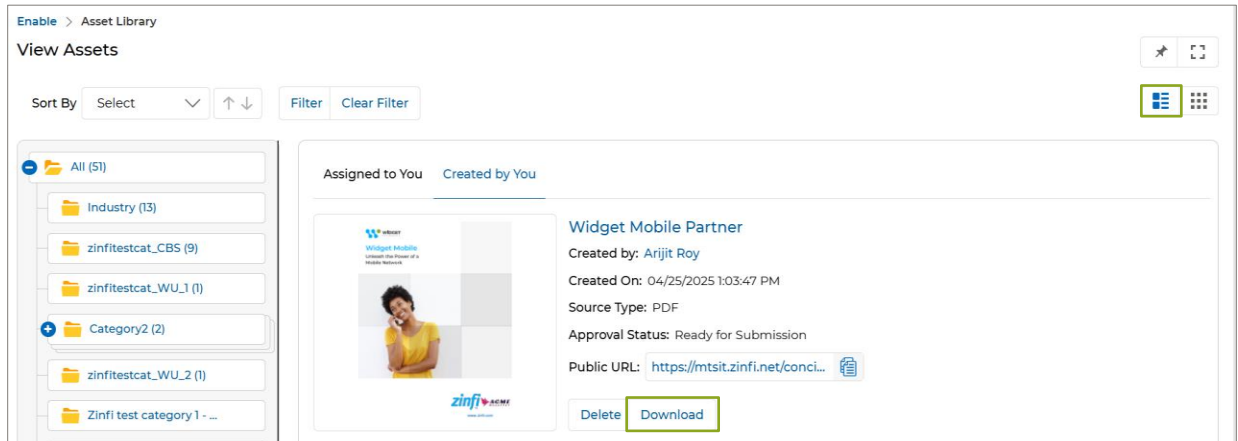 Enable > Asset Library
View Assets
Sort By Select Filter Clear Filter
All (51)
Industry (13)
zinfitestcat_CBS (9)
zinfitestcat_WU_1 (1)
Category2 (2)
zinfitestcat_WU_2 (1)
Zinfi test category 1 - ...
Assigned to You Created by You
WIDGET
Widget Mobile
Unleash the Power of a
Mobile Network
zinfi ACME
Widget Mobile Partner
Created by: Arijit Roy
Created On: 04/25/2025 1:03:47 PM
Source Type: PDF
Approval Status: Ready for Submission
Public URL: https://mtsit.zinfi.net/conci...
Delete Download